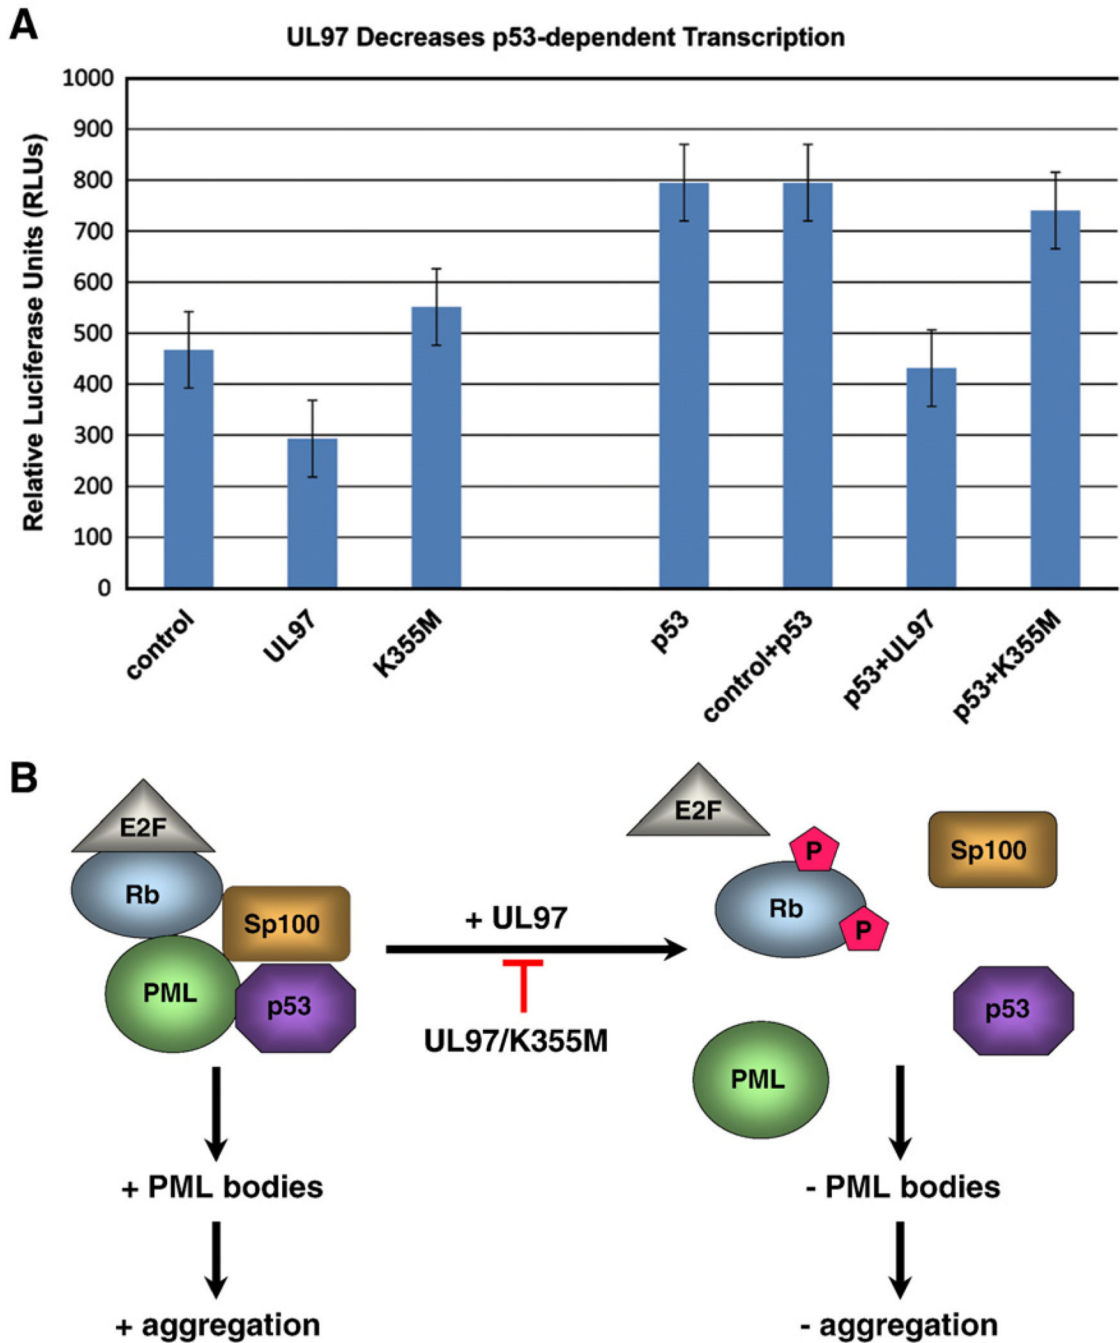 A
UL97 Decreases p53-dependent Transcription
Relative Luciferase Units (RLUs)
1000
900
800
700
600
500
400
300
200
100
0
control
UL97
K355M
p53
control+p53
p53+UL97
p53+K355M
B
E2F
Rb
Sp100
PML
p53
+ UL97
UL97/K355M
E2F
P
Sp100
Rb
P
p53
PML
+ PML bodies
- PML bodies
+ aggregation
- aggregation